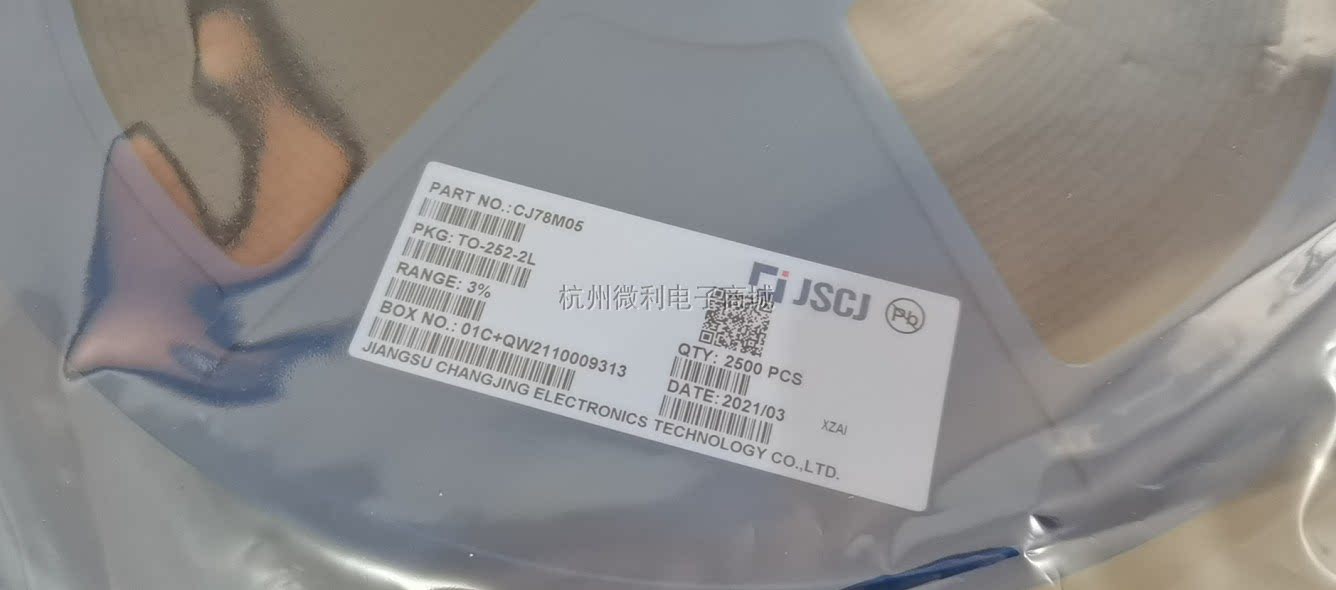 PART NO.:CJ78M05
PKG: TO-252-2L
RANGE: 3%
BOX NO.: 01C+QW2110009313
JIANGSU CHANGJING ELECTRONICS TECHNOLOGY CO.,LTD.
JSCJ
Pb
QTY: 2500 PCS
DATE: 2021/03
XZAI
杭州微利电子商城